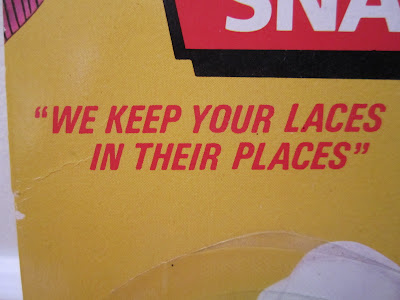 SNA
“WE KEEP YOUR LACES
IN THEIR PLACES”